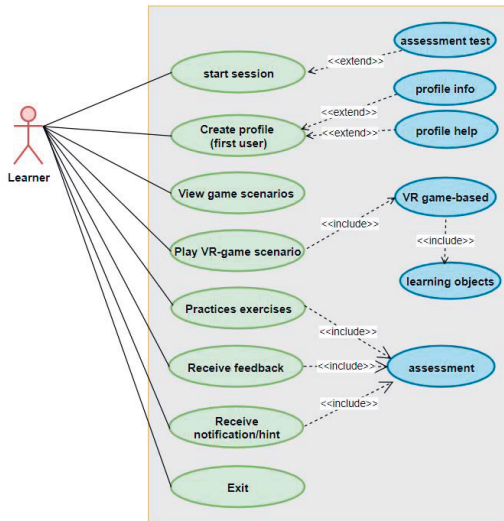 assessment test
<<extend>>
start session
profile info
<<extend>>
Create profile
(first user)
<<extend>>
profile help
Learner
View game scenarios
VR game-based
<<include>>
Play VR-game scenario
<<include>>
learning objects
Practices exercises
<<include>>
Receive feedback
<<include>>
assessment
<<include>>
Receive
notification/hint
Exit